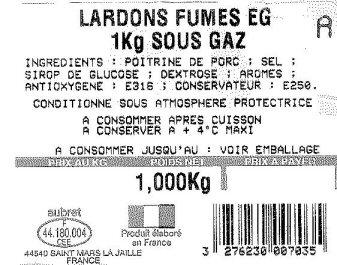 LARDONS FUMES EG
A
1Kg SOUS GAZ
INGREDIENTS : POITRINE DE PORC ; SEL ;
SIROP DE GLUCOSE ; DEXTROSE ; AROMES ;
ANTIOXYGENE : E316 ; CONSERVATEUR : E250.
CONDITIONNE SOUS ATMOSPHERE PROTECTRICE
A CONSOMMER APRES CUISSON
A CONSERVER A + 4°C MAXI
A CONSOMMER JUSQU'AU : VOIR EMBALLAGE
PRIX AU KG POIDS NET PRIX A PAYER
1,000Kg
aubret
F
44.180.004
CEE
44540 SAINT MARS LA JAILLE
FRANCE
Produit élaboré
en France
3 276230 007035